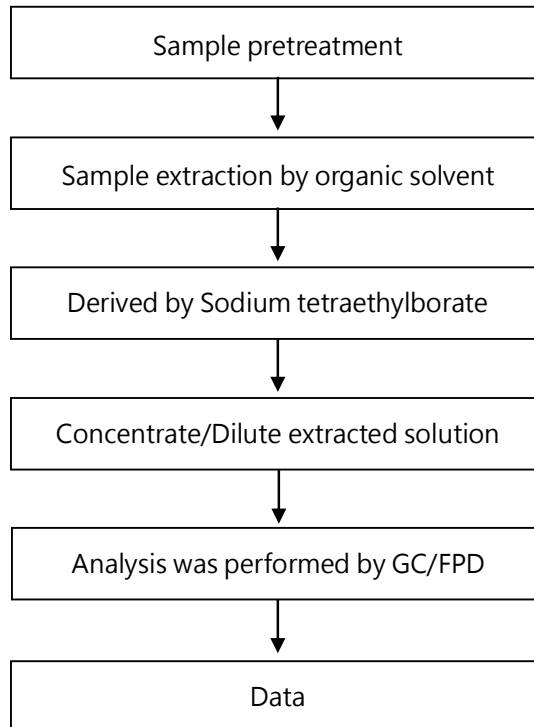 Sample pretreatment
Sample extraction by organic solvent
Derived by Sodium tetraethylborate
Concentrate/Dilute extracted solution
Analysis was performed by GC/FPD
Data